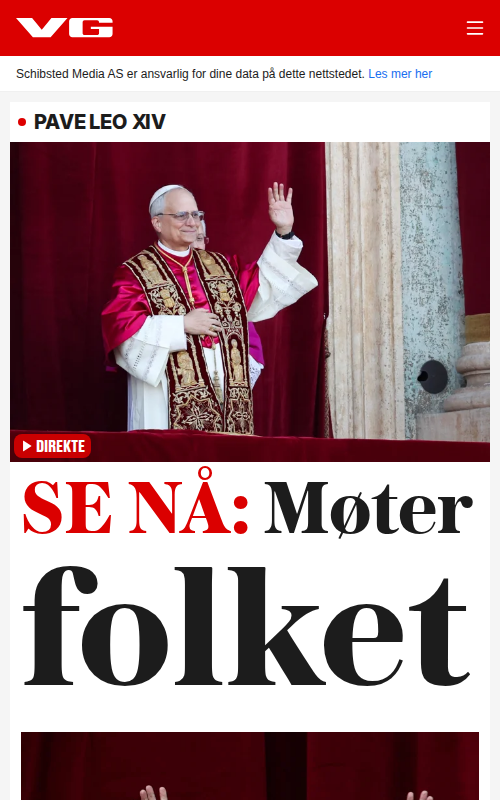 VG
Schibsted Media AS er ansvarlig for dine data på dette nettstedet. Les mer her
PAVE LEO XIV
DIREKTE
SE NÅ: Møter
folket